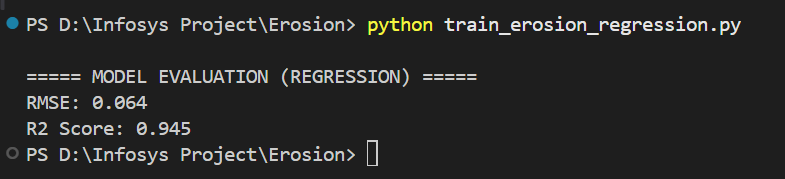 PS D:\Infosys Project\Erosion> python train_erosion_regression.py
===== MODEL EVALUATION (REGRESSION) =====
RMSE: 0.064
R2 Score: 0.945
PS D:\Infosys Project\Erosion>